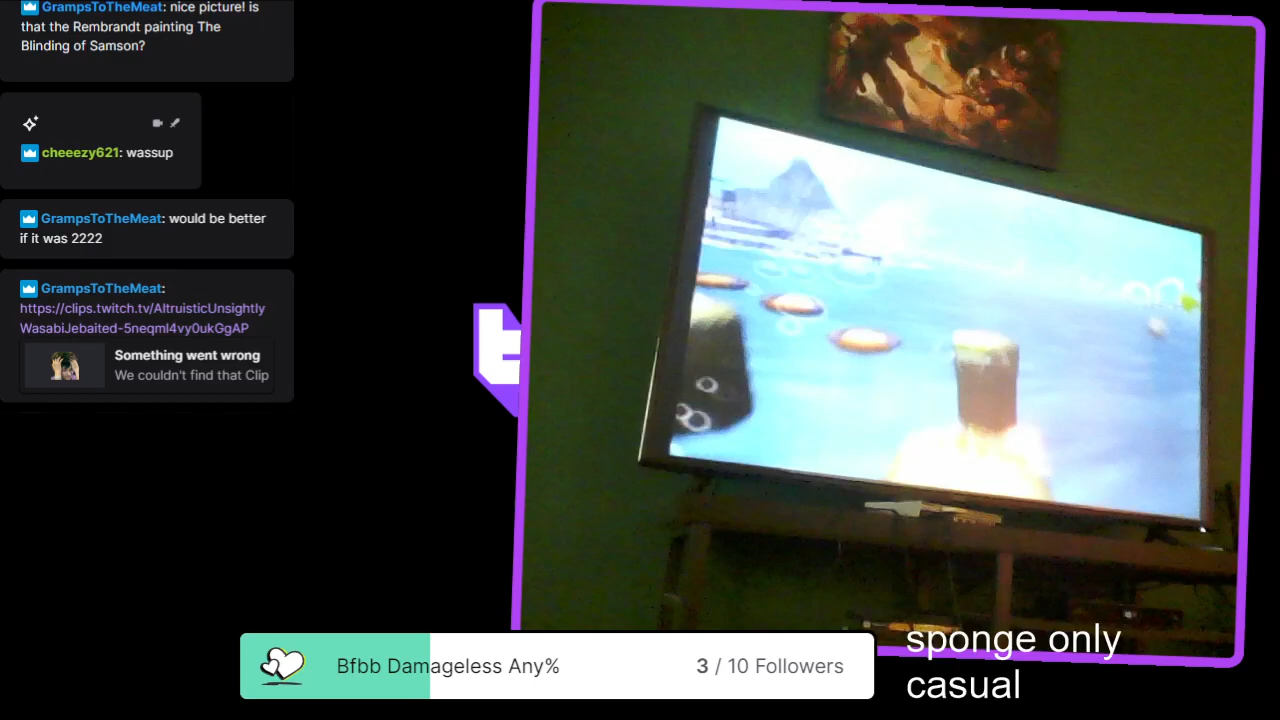 GrampsToTheMeat: nice picture! is
that the Rembrandt painting The
Blinding of Samson?
cheeezy621: wassup
GrampsToTheMeat: would be better
if it was 2222
GrampsToTheMeat:
https://clips.twitch.tv/AltruisticUnsightly
WasabiJebaited-5neqml4vy0ukGgAP
Something went wrong
We couldn't find that Clip
Bfbb Damageless Any%
3 / 10 Followers
sponge only
casual